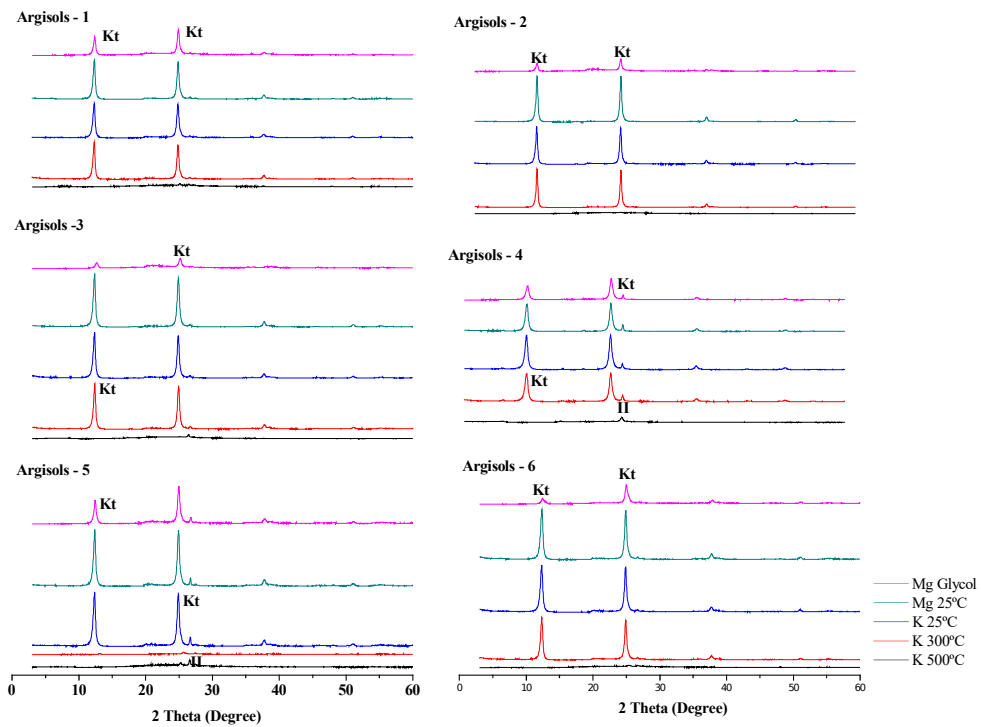 Argisols - 1
Kt
Kt
Argisols - 2
Kt
Kt
Argisols -3
Kt
Kt
Argisols - 4
Kt
Kt
II
Argisols - 5
Kt
Kt
II
Argisols - 6
Kt
Kt
Mg Glycol
Mg 25ºC
K 25ºC
K 300ºC
K 500ºC
0 10 20 30 40 50 60
2 Theta (Degree)
0 10 20 30 40 50 60
2 Theta (Degree)